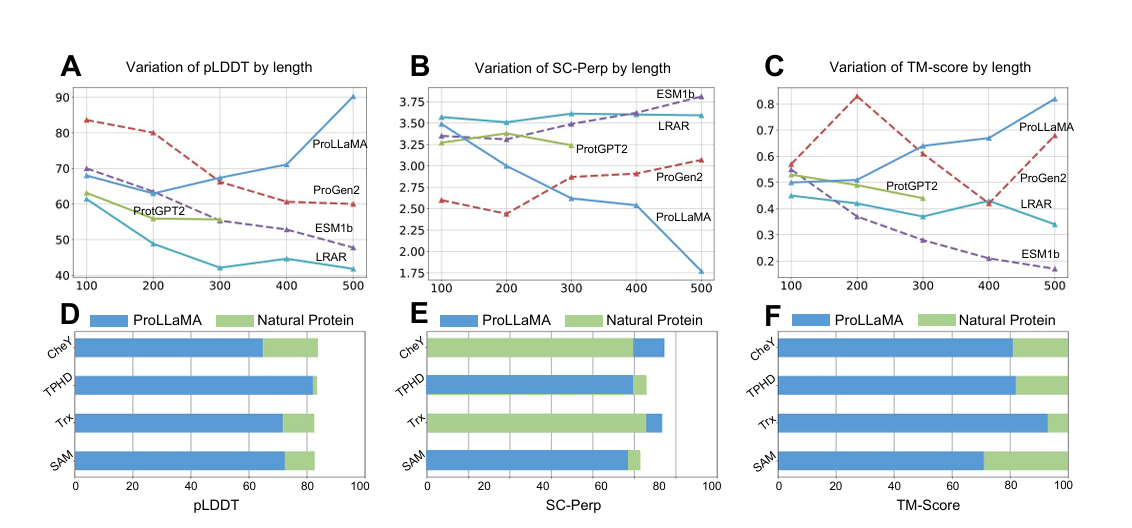 A Variation of pLDDT by length
90
80
70
60
50
40
ProLLaMA
ProGen2
ProtGPT2
ESM1b
LRAR
100 200 300 400 500
B Variation of SC-Perp by length
3.75
3.50
3.25
3.00
2.75
2.50
2.25
2.00
1.75
ESM1b
LRAR
ProtGPT2
ProGen2
ProLLaMA
100 200 300 400 500
C Variation of TM-score by length
0.8
0.7
0.6
0.5
0.4
0.3
0.2
ProLLaMA
ProGen2
ProtGPT2
LRAR
ESM1b
100 200 300 400 500
D ProLLaMA Natural Protein
CheY
TPHD
Trx
SAM
0 20 40 60 80 100
pLDDT
E ProLLaMA Natural Protein
CheY
TPHD
Trx
SAM
0 20 40 60 80 100
SC-Perp
F ProLLaMA Natural Protein
CheY
TPHD
Trx
SAM
0 20 40 60 80 100
TM-Score